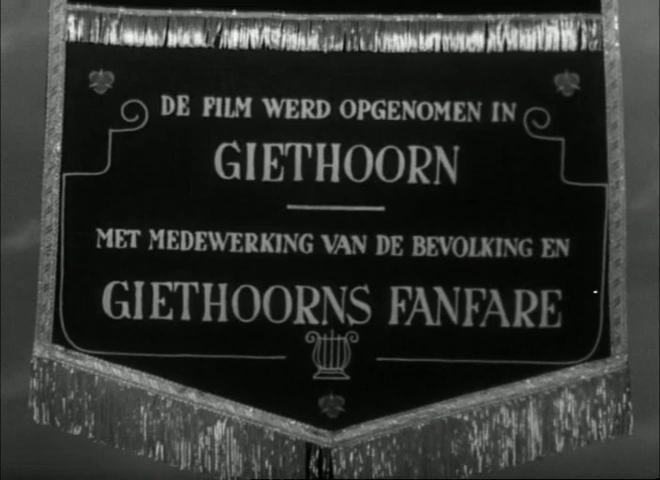 DE FILM WERD OPGENOMEN IN
GIETHOORN
MET MEDEWERKING VAN DE BEVOLKING EN
GIETHOORNS FANFARE